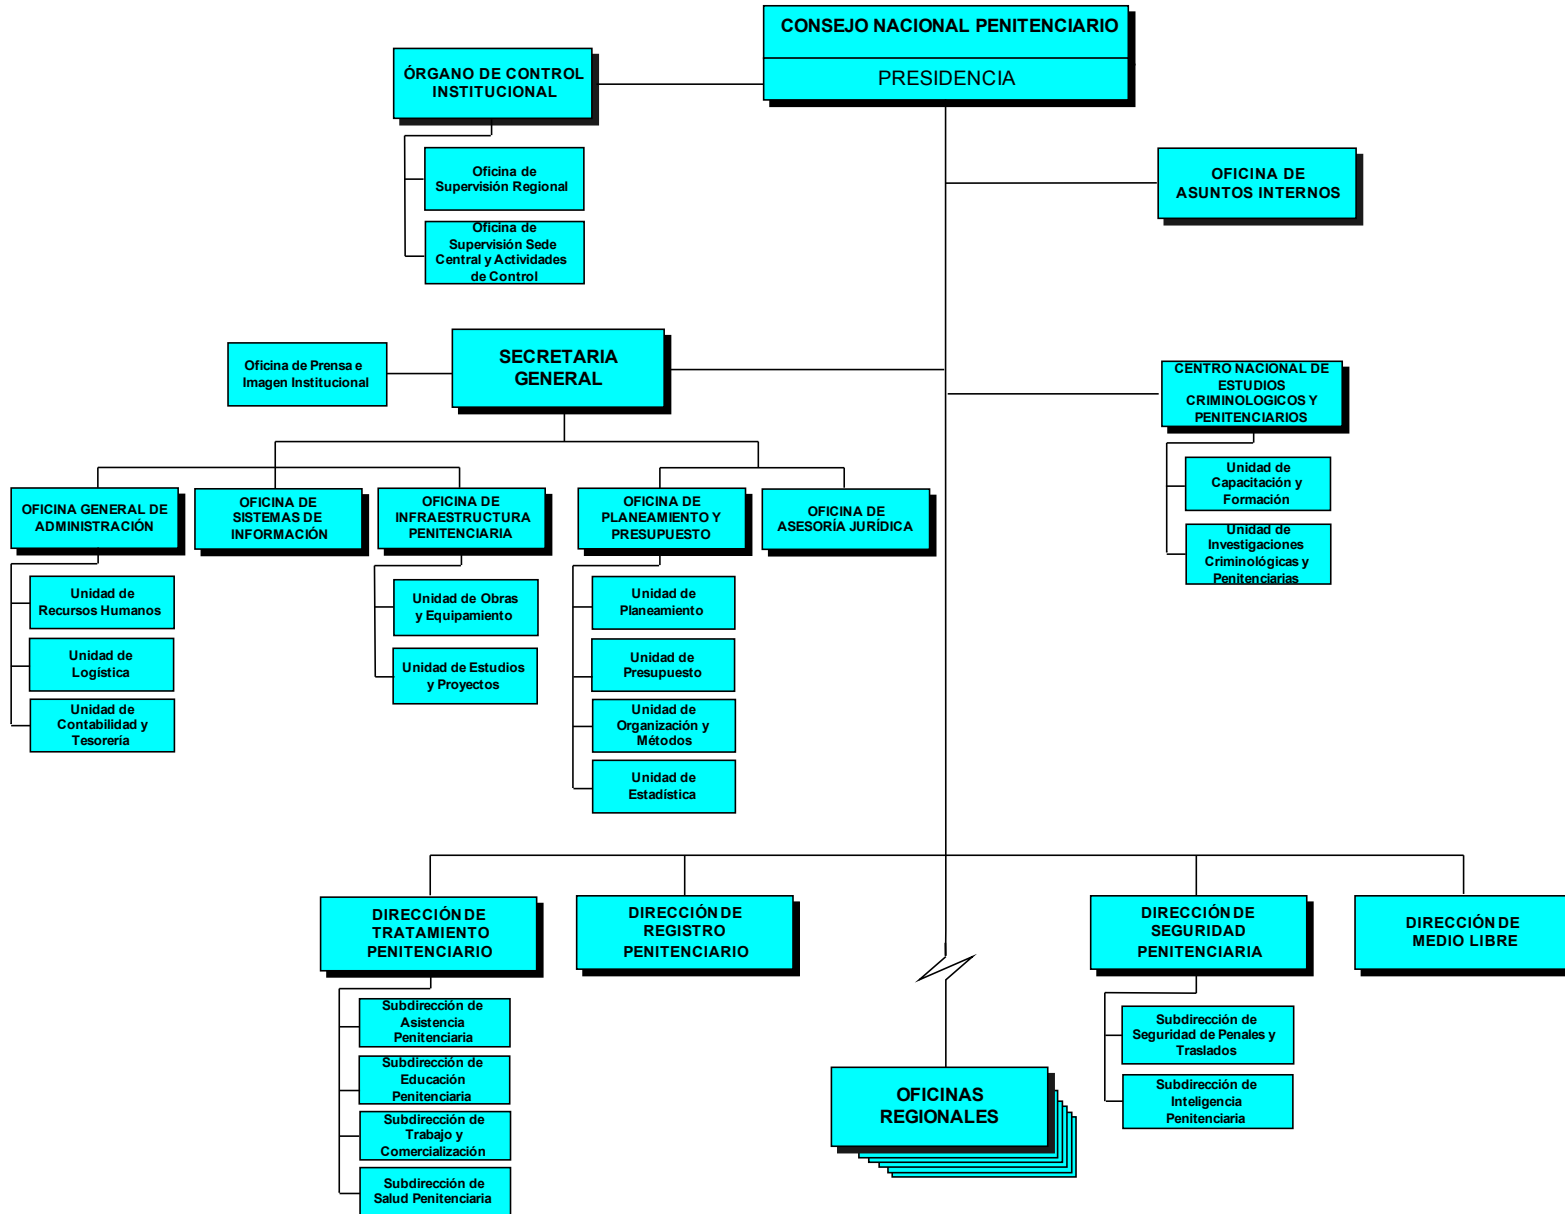 CONSEJO NACIONAL PENITENCIARIO
PRESIDENCIA
ÓRGANO DE CONTROL
INSTITUCIONAL
Oficina de
Supervisión Regional
Oficina de
Supervisión Sede
Central y Actividades
de Control
OFICINA DE
ASUNTOS INTERNOS
Oficina de Prensa e
Imagen Institucional
SECRETARIA
GENERAL
CENTRO NACIONAL DE
ESTUDIOS
CRIMINOLOGICOS Y
PENITENCIARIOS
Unidad de
Capacitación y
Formación
Unidad de
Investigaciones
Criminológicas y
Penitenciarias
OFICINA GENERAL DE
ADMINISTRACIÓN
Unidad de
Recursos Humanos
Unidad de
Logística
Unidad de
Contabilidad y
Tesorería
OFICINA DE
SISTEMAS DE
INFORMACIÓN
OFICINA DE
INFRAESTRUCTURA
PENITENCIARIA
Unidad de Obras
y Equipamiento
Unidad de Estudios
y Proyectos
OFICINA DE
PLANEAMIENTO Y
PRESUPUESTO
Unidad de
Planeamiento
Unidad de
Presupuesto
Unidad de
Organización y
Métodos
Unidad de
Estadística
OFICINA DE
ASESORÍA JURÍDICA
DIRECCIÓN DE
TRATAMIENTO
PENITENCIARIO
Subdirección de
Asistencia
Penitenciaria
Subdirección de
Educación
Penitenciaria
Subdirección de
Trabajo y
Comercialización
Subdirección de
Salud Penitenciaria
DIRECCIÓN DE
REGISTRO
PENITENCIARIO
OFICINAS
REGIONALES
DIRECCIÓN DE
SEGURIDAD
PENITENCIARIA
Subdirección de
Seguridad de Penales y
Traslados
Subdirección de
Inteligencia
Penitenciaria
DIRECCIÓN DE
MEDIO LIBRE